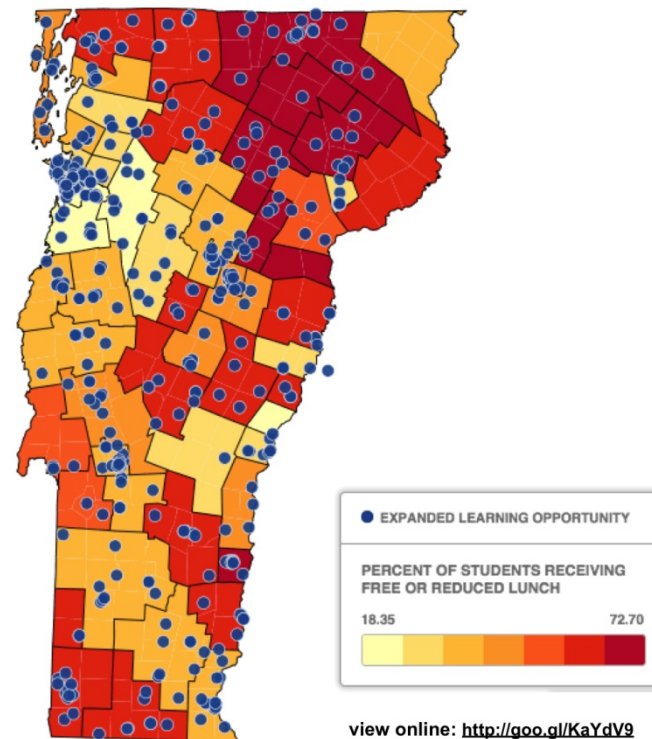 EXPANDED LEARNING OPPORTUNITY
PERCENT OF STUDENTS RECEIVING
FREE OR REDUCED LUNCH
18.35 72.70
view online: http://goo.gl/KaYdV9